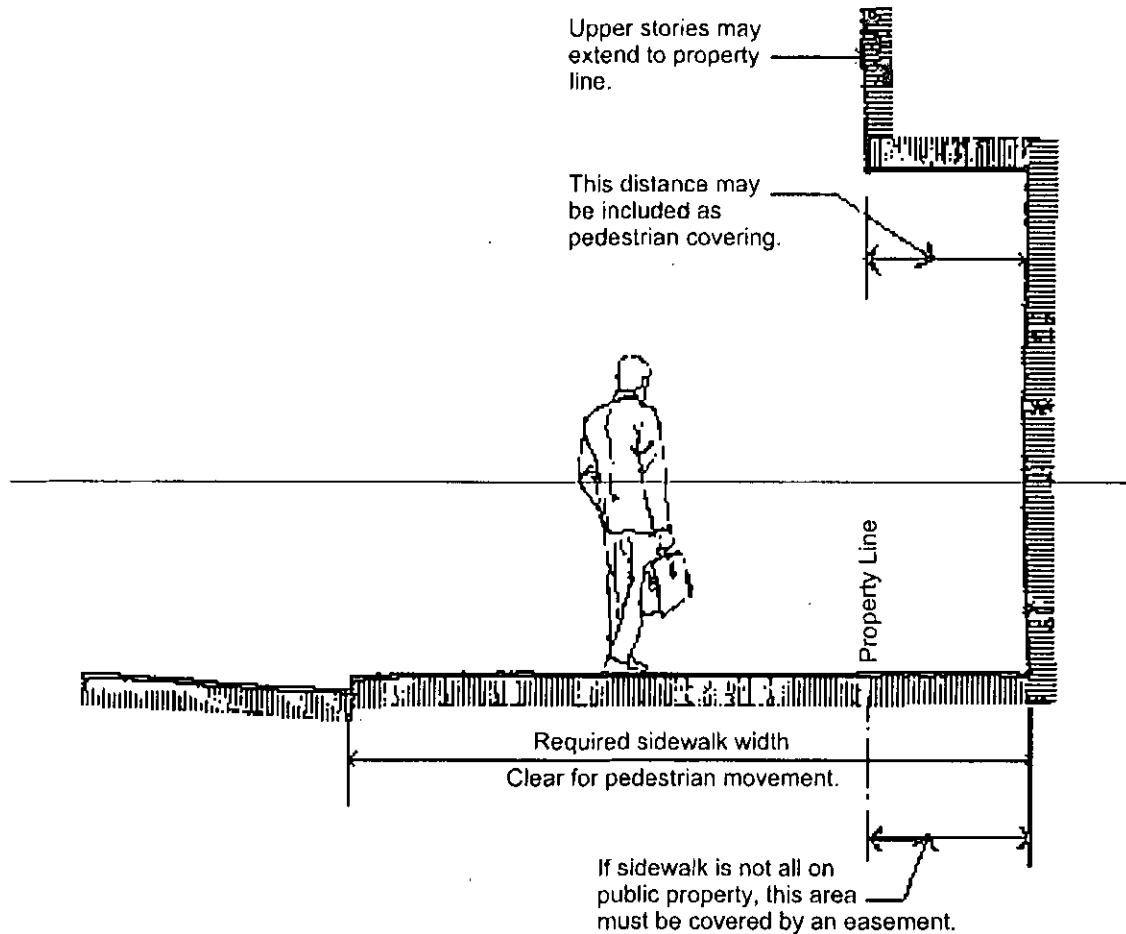 Upper stories may
extend to property
line.
This distance may
be included as
pedestrian covering.
Property Line
Required sidewalk width
Clear for pedestrian movement.
If sidewalk is not all on
public property, this area
must be covered by an easement.